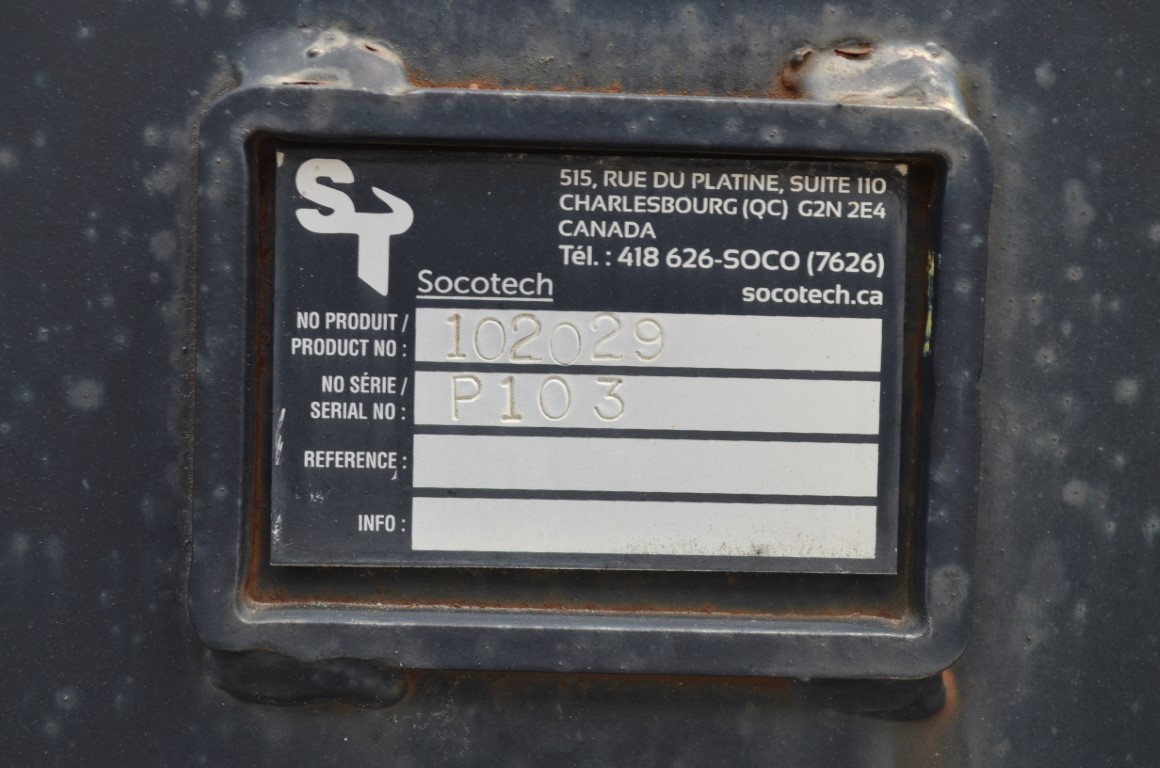 ST
515, RUE DU PLATINE, SUITE 110
CHARLESBOURG (QC) G2N 2E4
CANADA
Tél. : 418 626-SOCO (7626)
Socotech
socotech.ca
NO PRODUIT /
PRODUCT NO : 102029
NO SÉRIE /
SERIAL NO : P103
REFERENCE :
INFO :